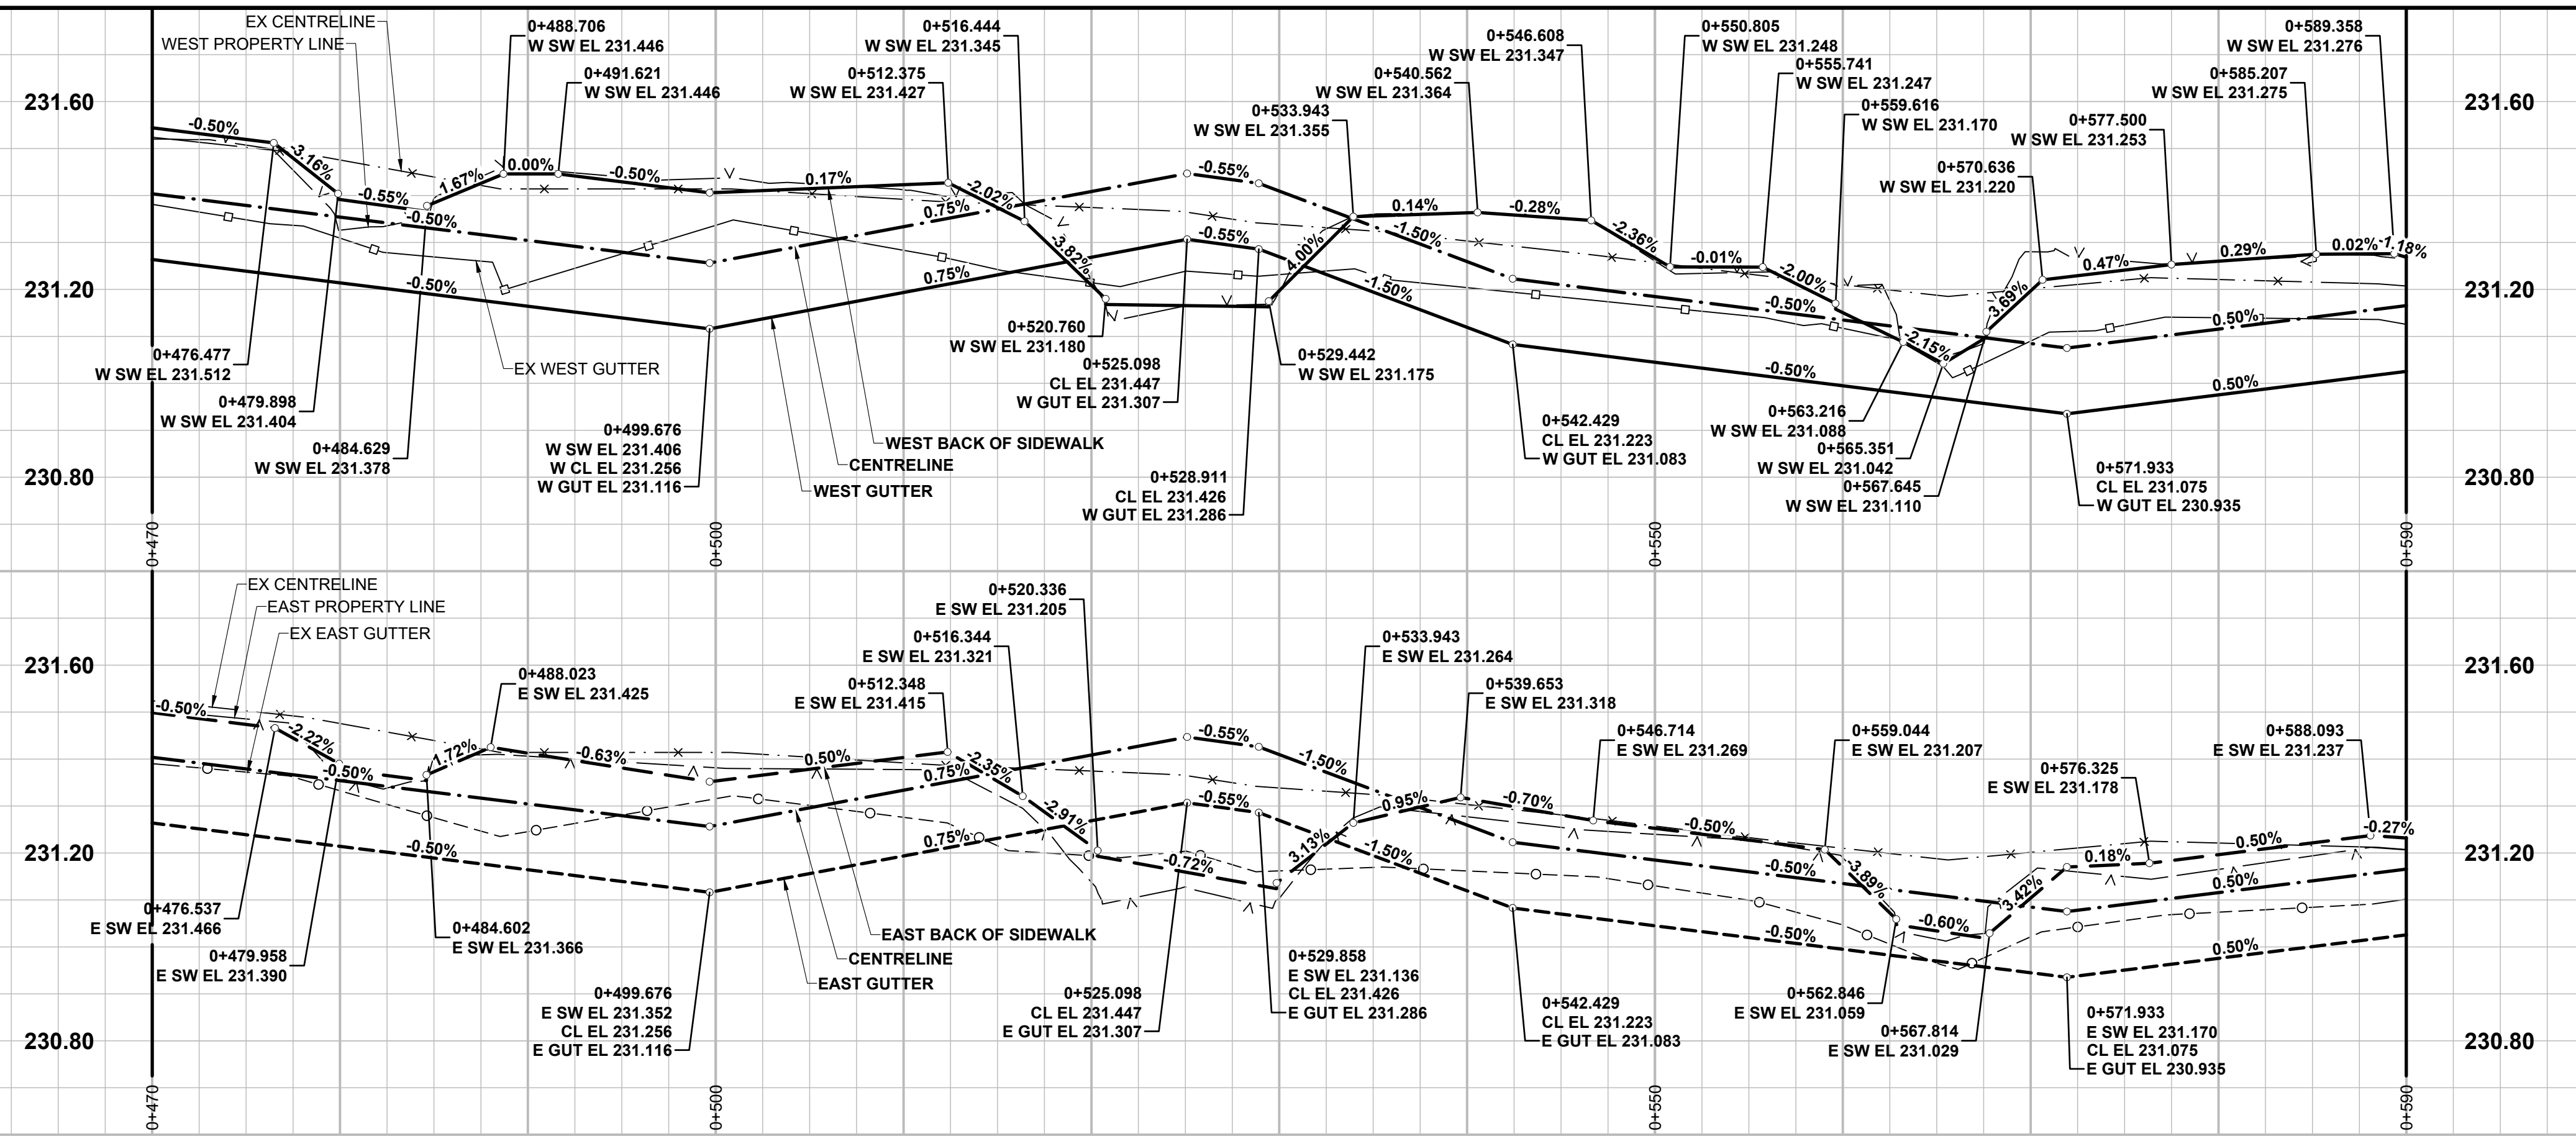 EX CENTRELINE
WEST PROPERTY LINE
0+488.706
W SW EL 231.446
0+491.621
W SW EL 231.446
0+516.444
W SW EL 231.345
0+512.375
W SW EL 231.427
0+546.608
W SW EL 231.347
0+540.562
W SW EL 231.364
0+533.943
W SW EL 231.355
0+550.805
W SW EL 231.248
0+555.741
W SW EL 231.247
0+559.616
W SW EL 231.170
0+589.358
W SW EL 231.276
0+585.207
W SW EL 231.275
0+577.500
W SW EL 231.253
0+570.636
W SW EL 231.220
231.60
231.60
-0.50%
-3.16%
-0.55%
1.67%
0.00%
-0.50%
0.17%
-2.02%
-3.82%
4.00%
0.14%
-0.28%
-2.36%
-0.01%
-2.00%
-2.15%
3.69%
0.47%
0.29%
0.02%
-1.18%
-0.50%
0.75%
-0.55%
-1.50%
-0.50%
0.50%
231.20
231.20
-0.50%
0.75%
-0.55%
-1.50%
-0.50%
0.50%
0+476.477
W SW EL 231.512
0+479.898
W SW EL 231.404
0+484.629
W SW EL 231.378
EX WEST GUTTER
0+499.676
W SW EL 231.406
W CL EL 231.256
W GUT EL 231.116
WEST BACK OF SIDEWALK
CENTRELINE
WEST GUTTER
0+520.760
W SW EL 231.180
0+525.098
CL EL 231.447
W GUT EL 231.307
0+529.442
W SW EL 231.175
0+528.911
CL EL 231.426
W GUT EL 231.286
0+542.429
CL EL 231.223
W GUT EL 231.083
0+563.216
W SW EL 231.088
0+565.351
W SW EL 231.042
0+567.645
W SW EL 231.110
0+571.933
CL EL 231.075
W GUT EL 230.935
230.80
230.80
0+470
0+500
0+550
0+590
EX CENTRELINE
EAST PROPERTY LINE
EX EAST GUTTER
0+488.023
E SW EL 231.425
0+520.336
E SW EL 231.205
0+516.344
E SW EL 231.321
0+512.348
E SW EL 231.415
0+533.943
E SW EL 231.264
0+539.653
E SW EL 231.318
0+546.714
E SW EL 231.269
0+559.044
E SW EL 231.207
0+576.325
E SW EL 231.178
0+588.093
E SW EL 231.237
231.60
231.60
-0.50%
-2.22%
-0.50%
1.72%
-0.63%
0.50%
-2.35%
-2.91%
-0.72%
3.13%
0.95%
-0.70%
-0.50%
-3.89%
-0.60%
3.42%
0.18%
0.50%
-0.27%
0.75%
-0.55%
-1.50%
-0.50%
0.50%
231.20
231.20
-0.50%
0.75%
-0.55%
-1.50%
-0.50%
0.50%
0+476.537
E SW EL 231.466
0+479.958
E SW EL 231.390
0+484.602
E SW EL 231.366
0+499.676
E SW EL 231.352
CL EL 231.256
E GUT EL 231.116
EAST BACK OF SIDEWALK
CENTRELINE
EAST GUTTER
0+525.098
CL EL 231.447
E GUT EL 231.307
0+529.858
E SW EL 231.136
CL EL 231.426
E GUT EL 231.286
0+542.429
CL EL 231.223
E GUT EL 231.083
0+562.846
E SW EL 231.059
0+567.814
E SW EL 231.029
0+571.933
E SW EL 231.170
CL EL 231.075
E GUT EL 230.935
230.80
230.80
0+470
0+500
0+550
0+590